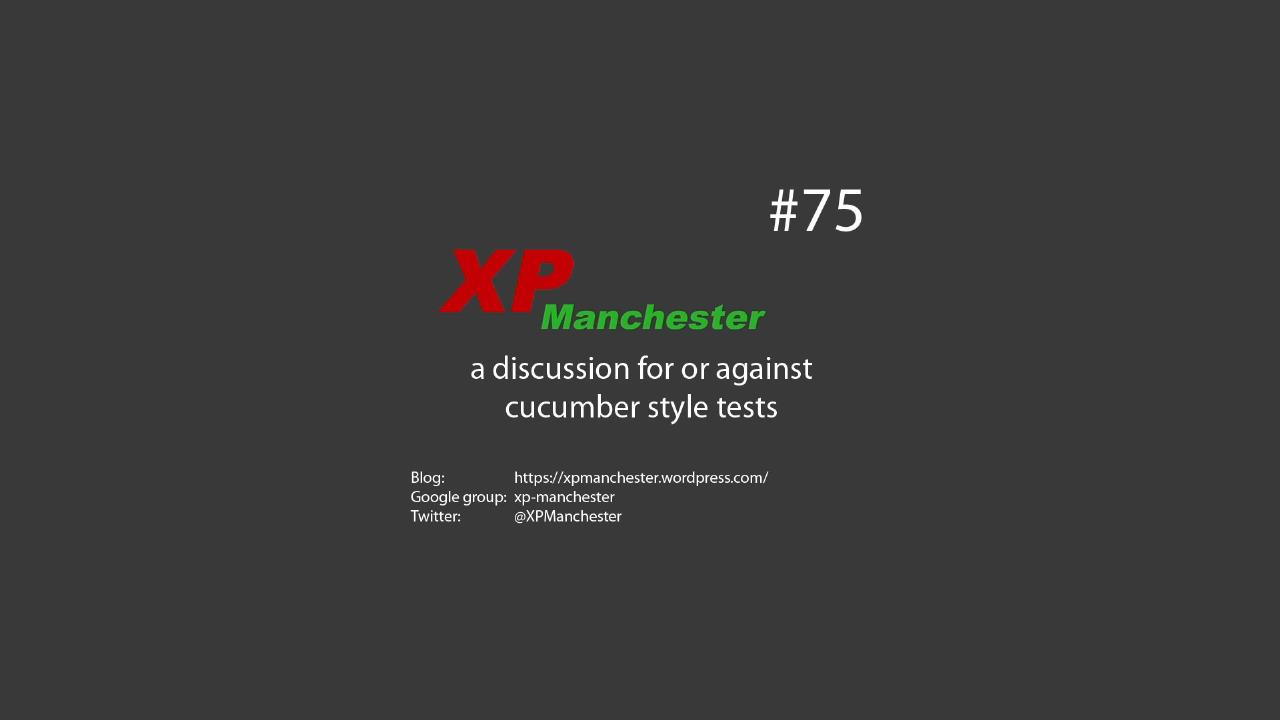 #75
XP
Manchester
a discussion for or against
cucumber style tests
Blog: https://xpmanchester.wordpress.com/
Google group: xp-manchester
Twitter: @XPManchester